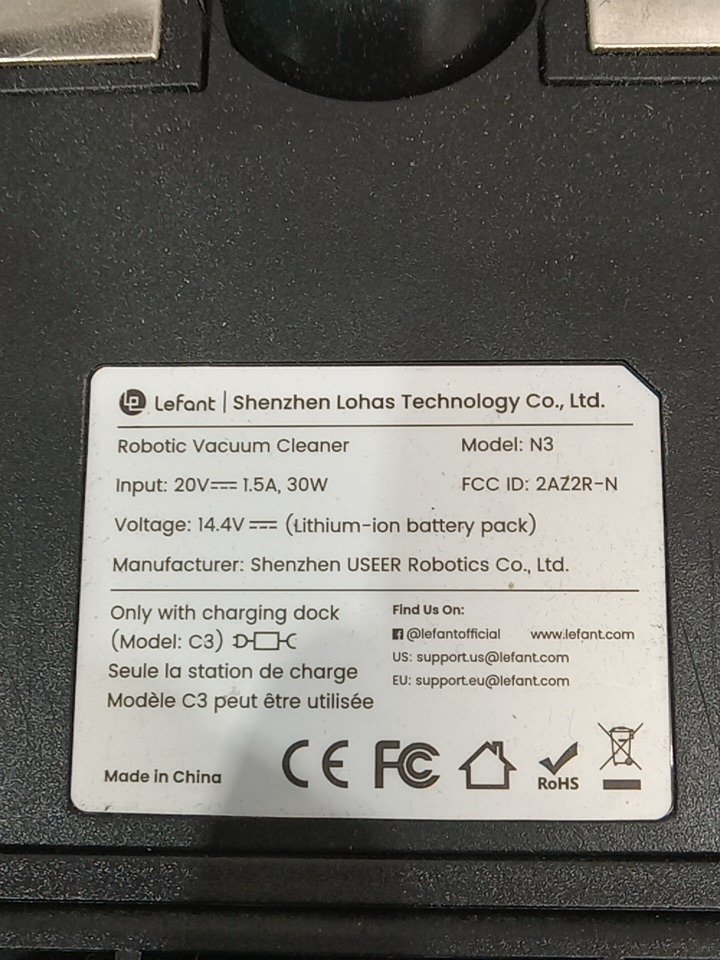 Lefant | Shenzhen Lohas Technology Co., Ltd.
Robotic Vacuum Cleaner Model: N3
Input: 20V⎓ 1.5A, 30W FCC ID: 2AZ2R-N
Voltage: 14.4V ⎓ (Lithium-ion battery pack)
Manufacturer: Shenzhen USEER Robotics Co., Ltd.
Only with charging dock
(Model: C3)
Seule la station de charge
Modèle C3 peut être utilisée
Find Us On:
@lefantofficial www.lefant.com
US: support.us@lefant.com
EU: support.eu@lefant.com
Made in China CE FC RoHS